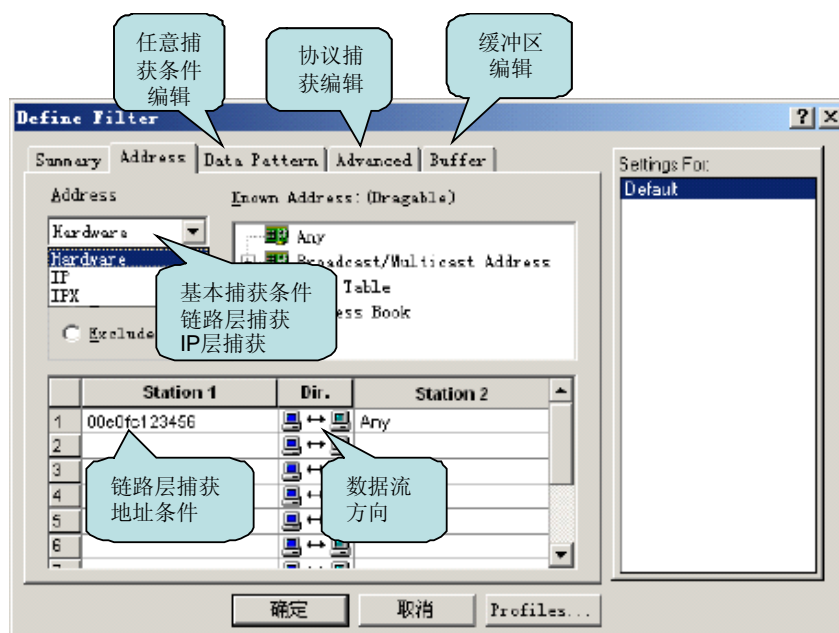 任意捕
获条件
编辑
协议捕
获编辑
缓冲区
编辑
Define Filter
Summary
Address
Data Pattern
Advanced
Buffer
Settings For:
Default
Address
Known Address: (Dragable)
Hardware
Hardware
IP
IPX
Any
Broadcast/Multicast Address
Table
Book
Exclude
基本捕获条件
链路层捕获
IP层捕获
Station 1
Dir.
Station 2
1
00e0fc123456
Any
2
3
4
5
6
链路层捕获
地址条件
数据流
方向
确定
取消
Profiles...